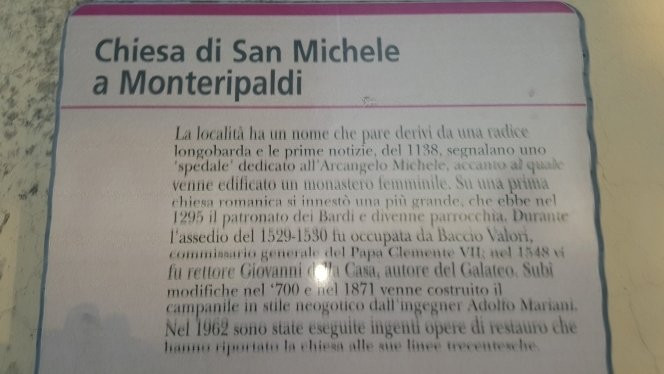 Chiesa di San Michele
a Monteripaldi
La località ha un nome che pare derivi da una radice
longobarda e le prime notizie, del 1138, segnalano uno
'spedale' dedicato all'Arcangelo Michele, accanto al quale
venne edificato un monastero femminile. Su una prima
chiesa romanica si innestò una più grande, che ebbe nel
1295 il patronato dei Bardi e divenne parrocchia. Durante
l'assedio del 1529-1530 fu occupata da Baccio Valori,
commissario generale del Papa Clemente VII; nel 1548 vi
fu rettore Giovanni della Casa, autore del Galateo. Subì
modifiche nel '700 e nel 1871 venne costruito il
campanile in stile neogotico dall'ingegner Adolfo Mariani.
Nel 1962 sono state eseguite ingenti opere di restauro che
hanno riportato la chiesa alle sue linee trecentesche.